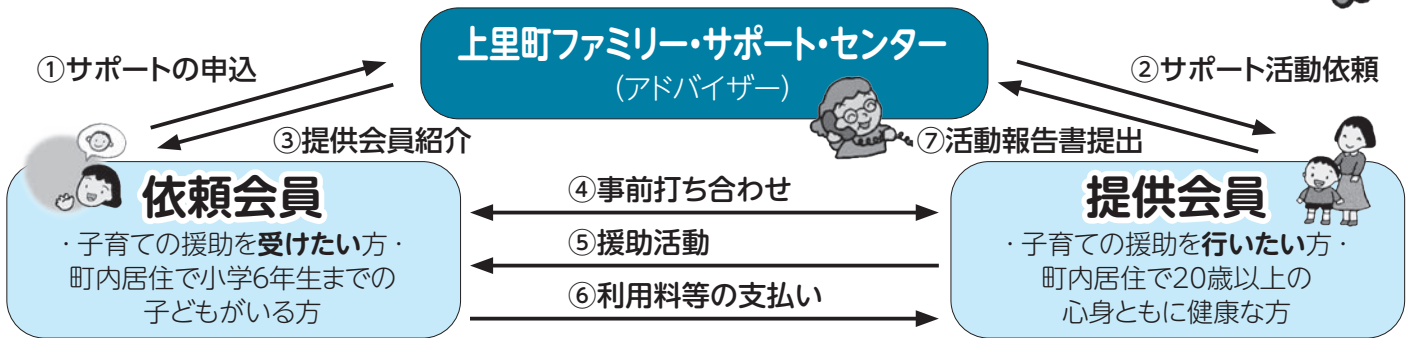 上里町ファミリー・サポート・センター
(アドバイザー)
①サポートの申込
②サポート活動依頼
③提供会員紹介
⑦活動報告書提出
依頼会員
・子育ての援助を受けたい方・
町内居住で小学6年生までの
子どもがいる方
④事前打ち合わせ
⑤援助活動
⑥利用料等の支払い
提供会員
・子育ての援助を行いたい方・
町内居住で20歳以上の
心身ともに健康な方